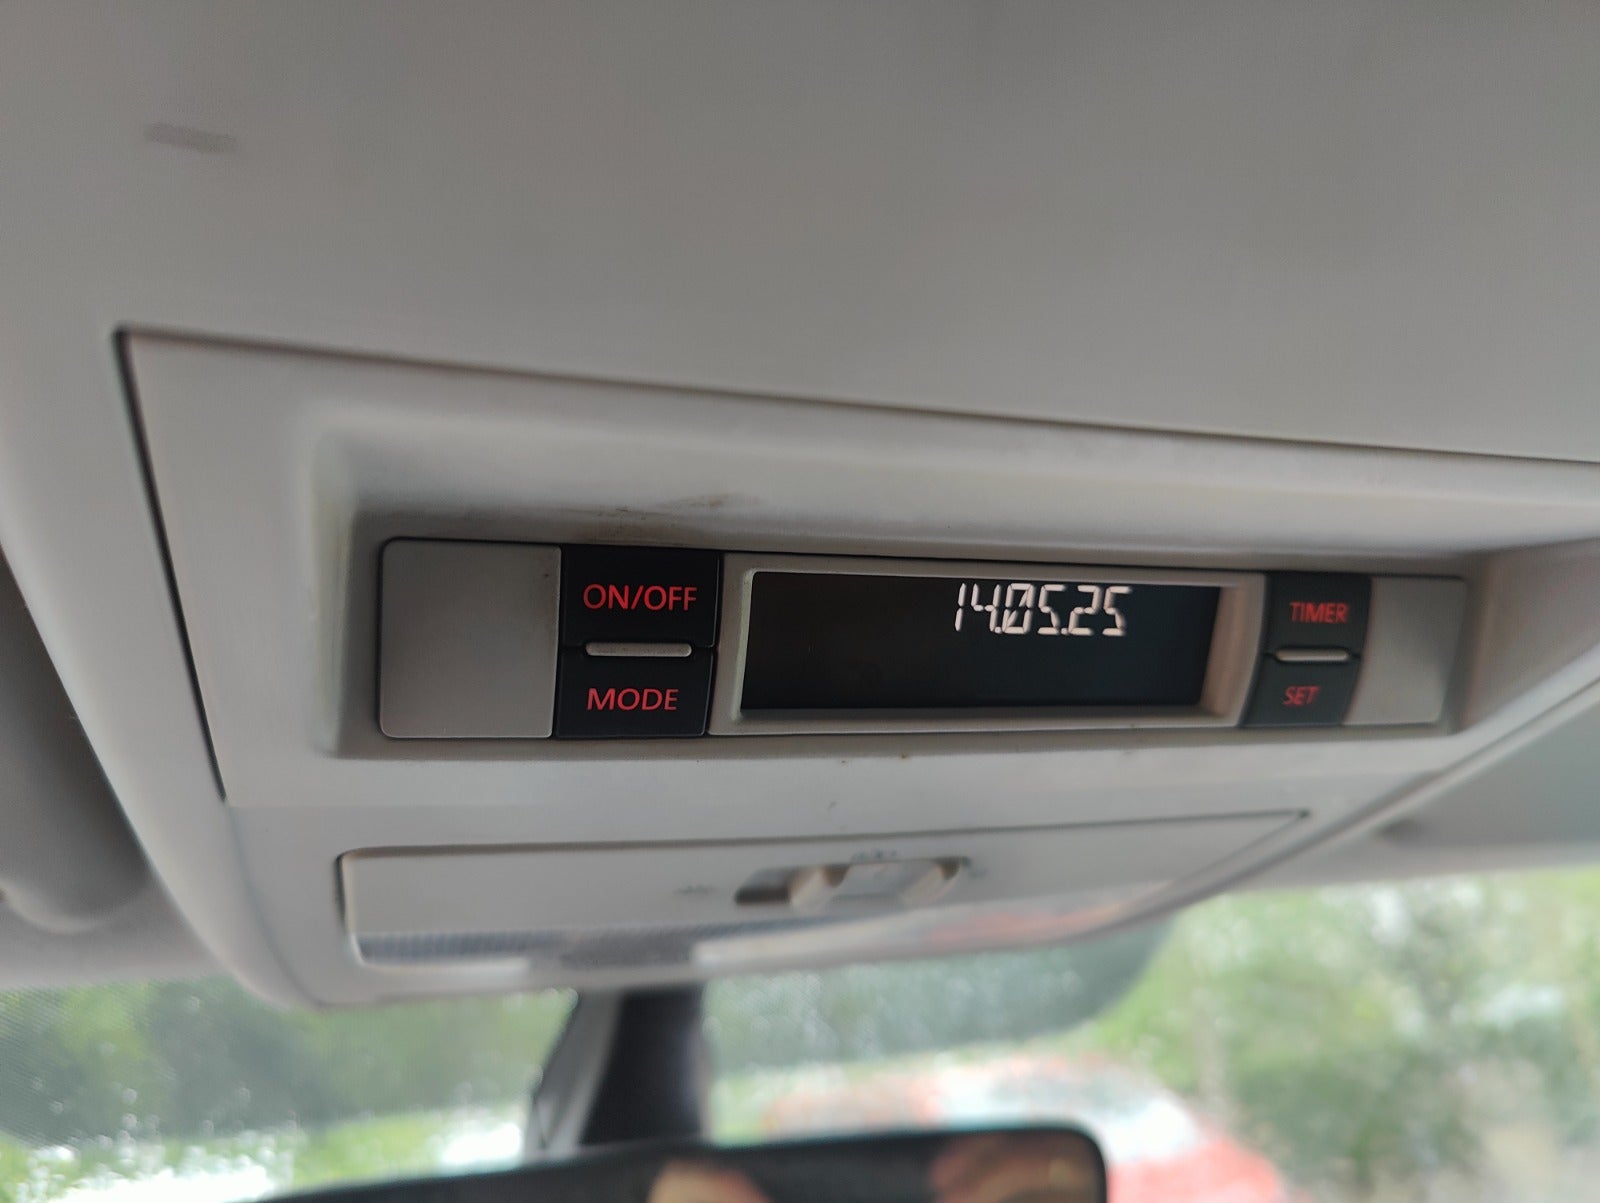 ON/OFF
14.05.25
TIMER
MODE
SET